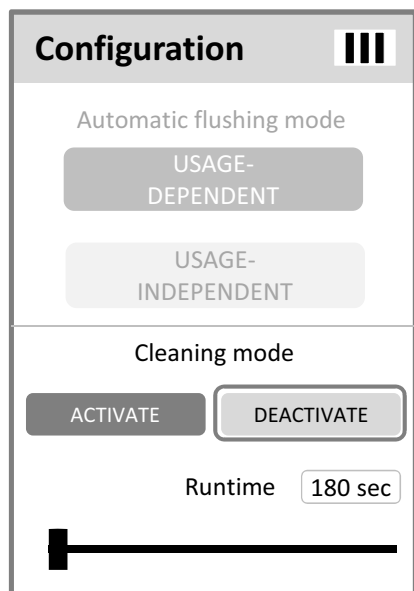 Configuration
Automatic flushing mode
USAGE-
DEPENDENT
USAGE-
INDEPENDENT
Cleaning mode
ACTIVATE DEACTIVATE
Runtime 180 sec